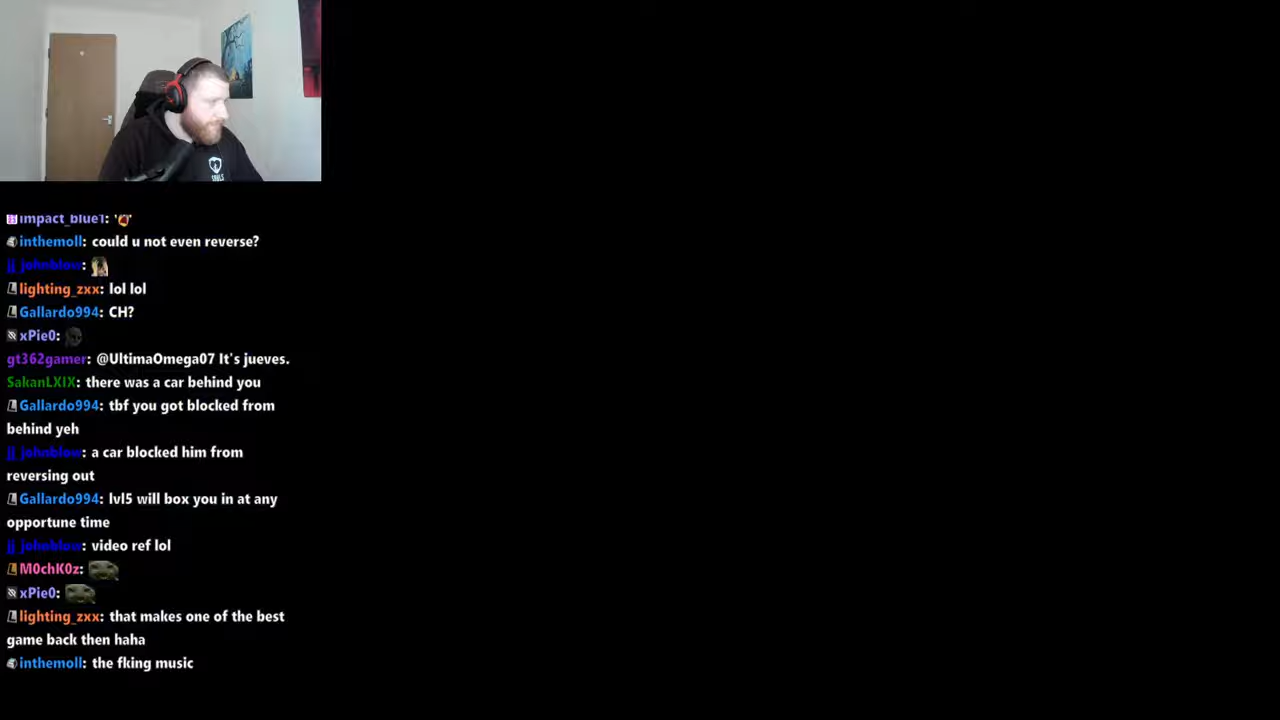 impact_blue1:
inthemoll: could u not even reverse?
jj_johnblow:
lighting_zxx: lol lol
Gallardo994: CH?
xPie0:
gt362gamer: @UltimaOmega07 It's jueves.
SakanLXIX: there was a car behind you
Gallardo994: tbf you got blocked from
behind yeh
jj_johnblow: a car blocked him from
reversing out
Gallardo994: lvl5 will box you in at any
opportune time
jj_johnblow: video ref lol
M0chK0z:
xPie0:
lighting_zxx: that makes one of the best
game back then haha
inthemoll: the fking music